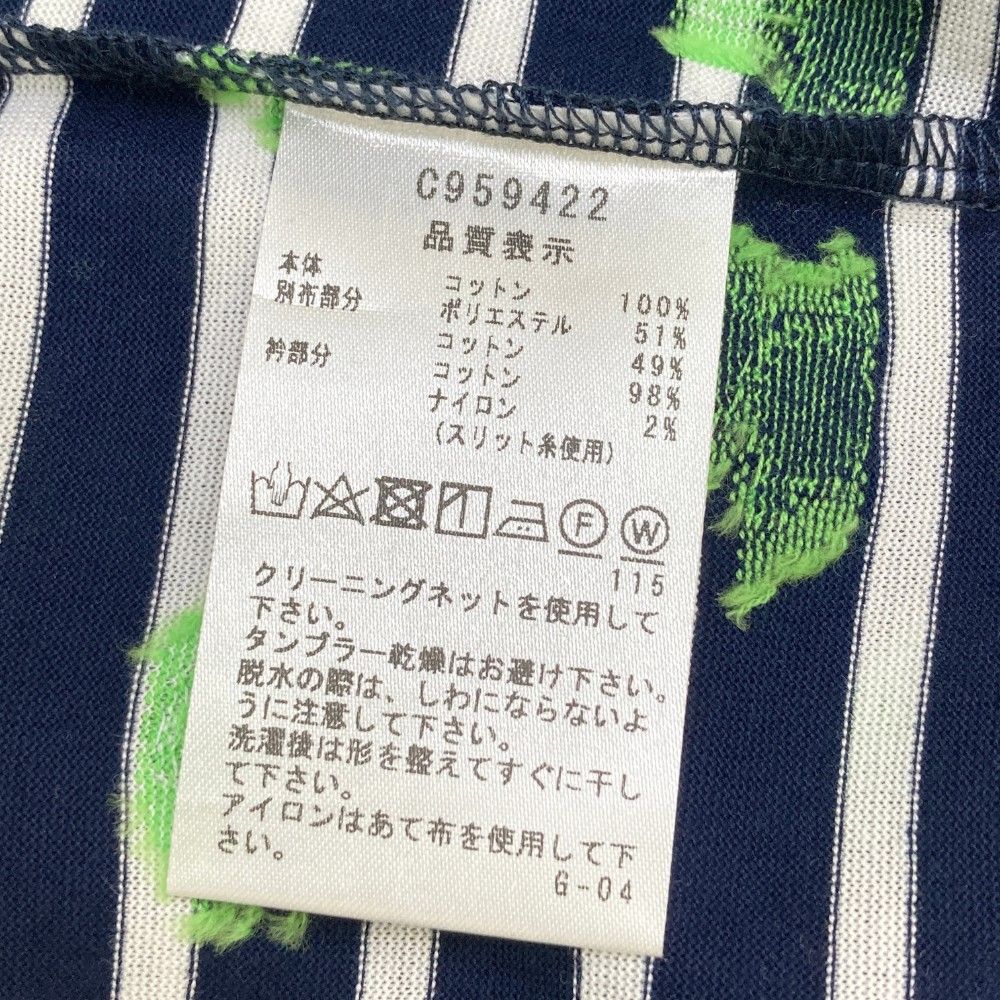 C959422
品質表示
本体 コットン 100%
別布部分 ポリエステル 51%
コットン 49%
衿部分 コットン 98%
ナイロン 2%
(スリット糸使用)
F W
115
クリーニングネットを使用して
下さい。
タンブラー乾燥はお避け下さい。
脱水の際は、しわにならないよ
うに注意して下さい。
洗濯後は形を整えてすぐに干し
て下さい。
アイロンはあて布を使用して下
さい。
G-04